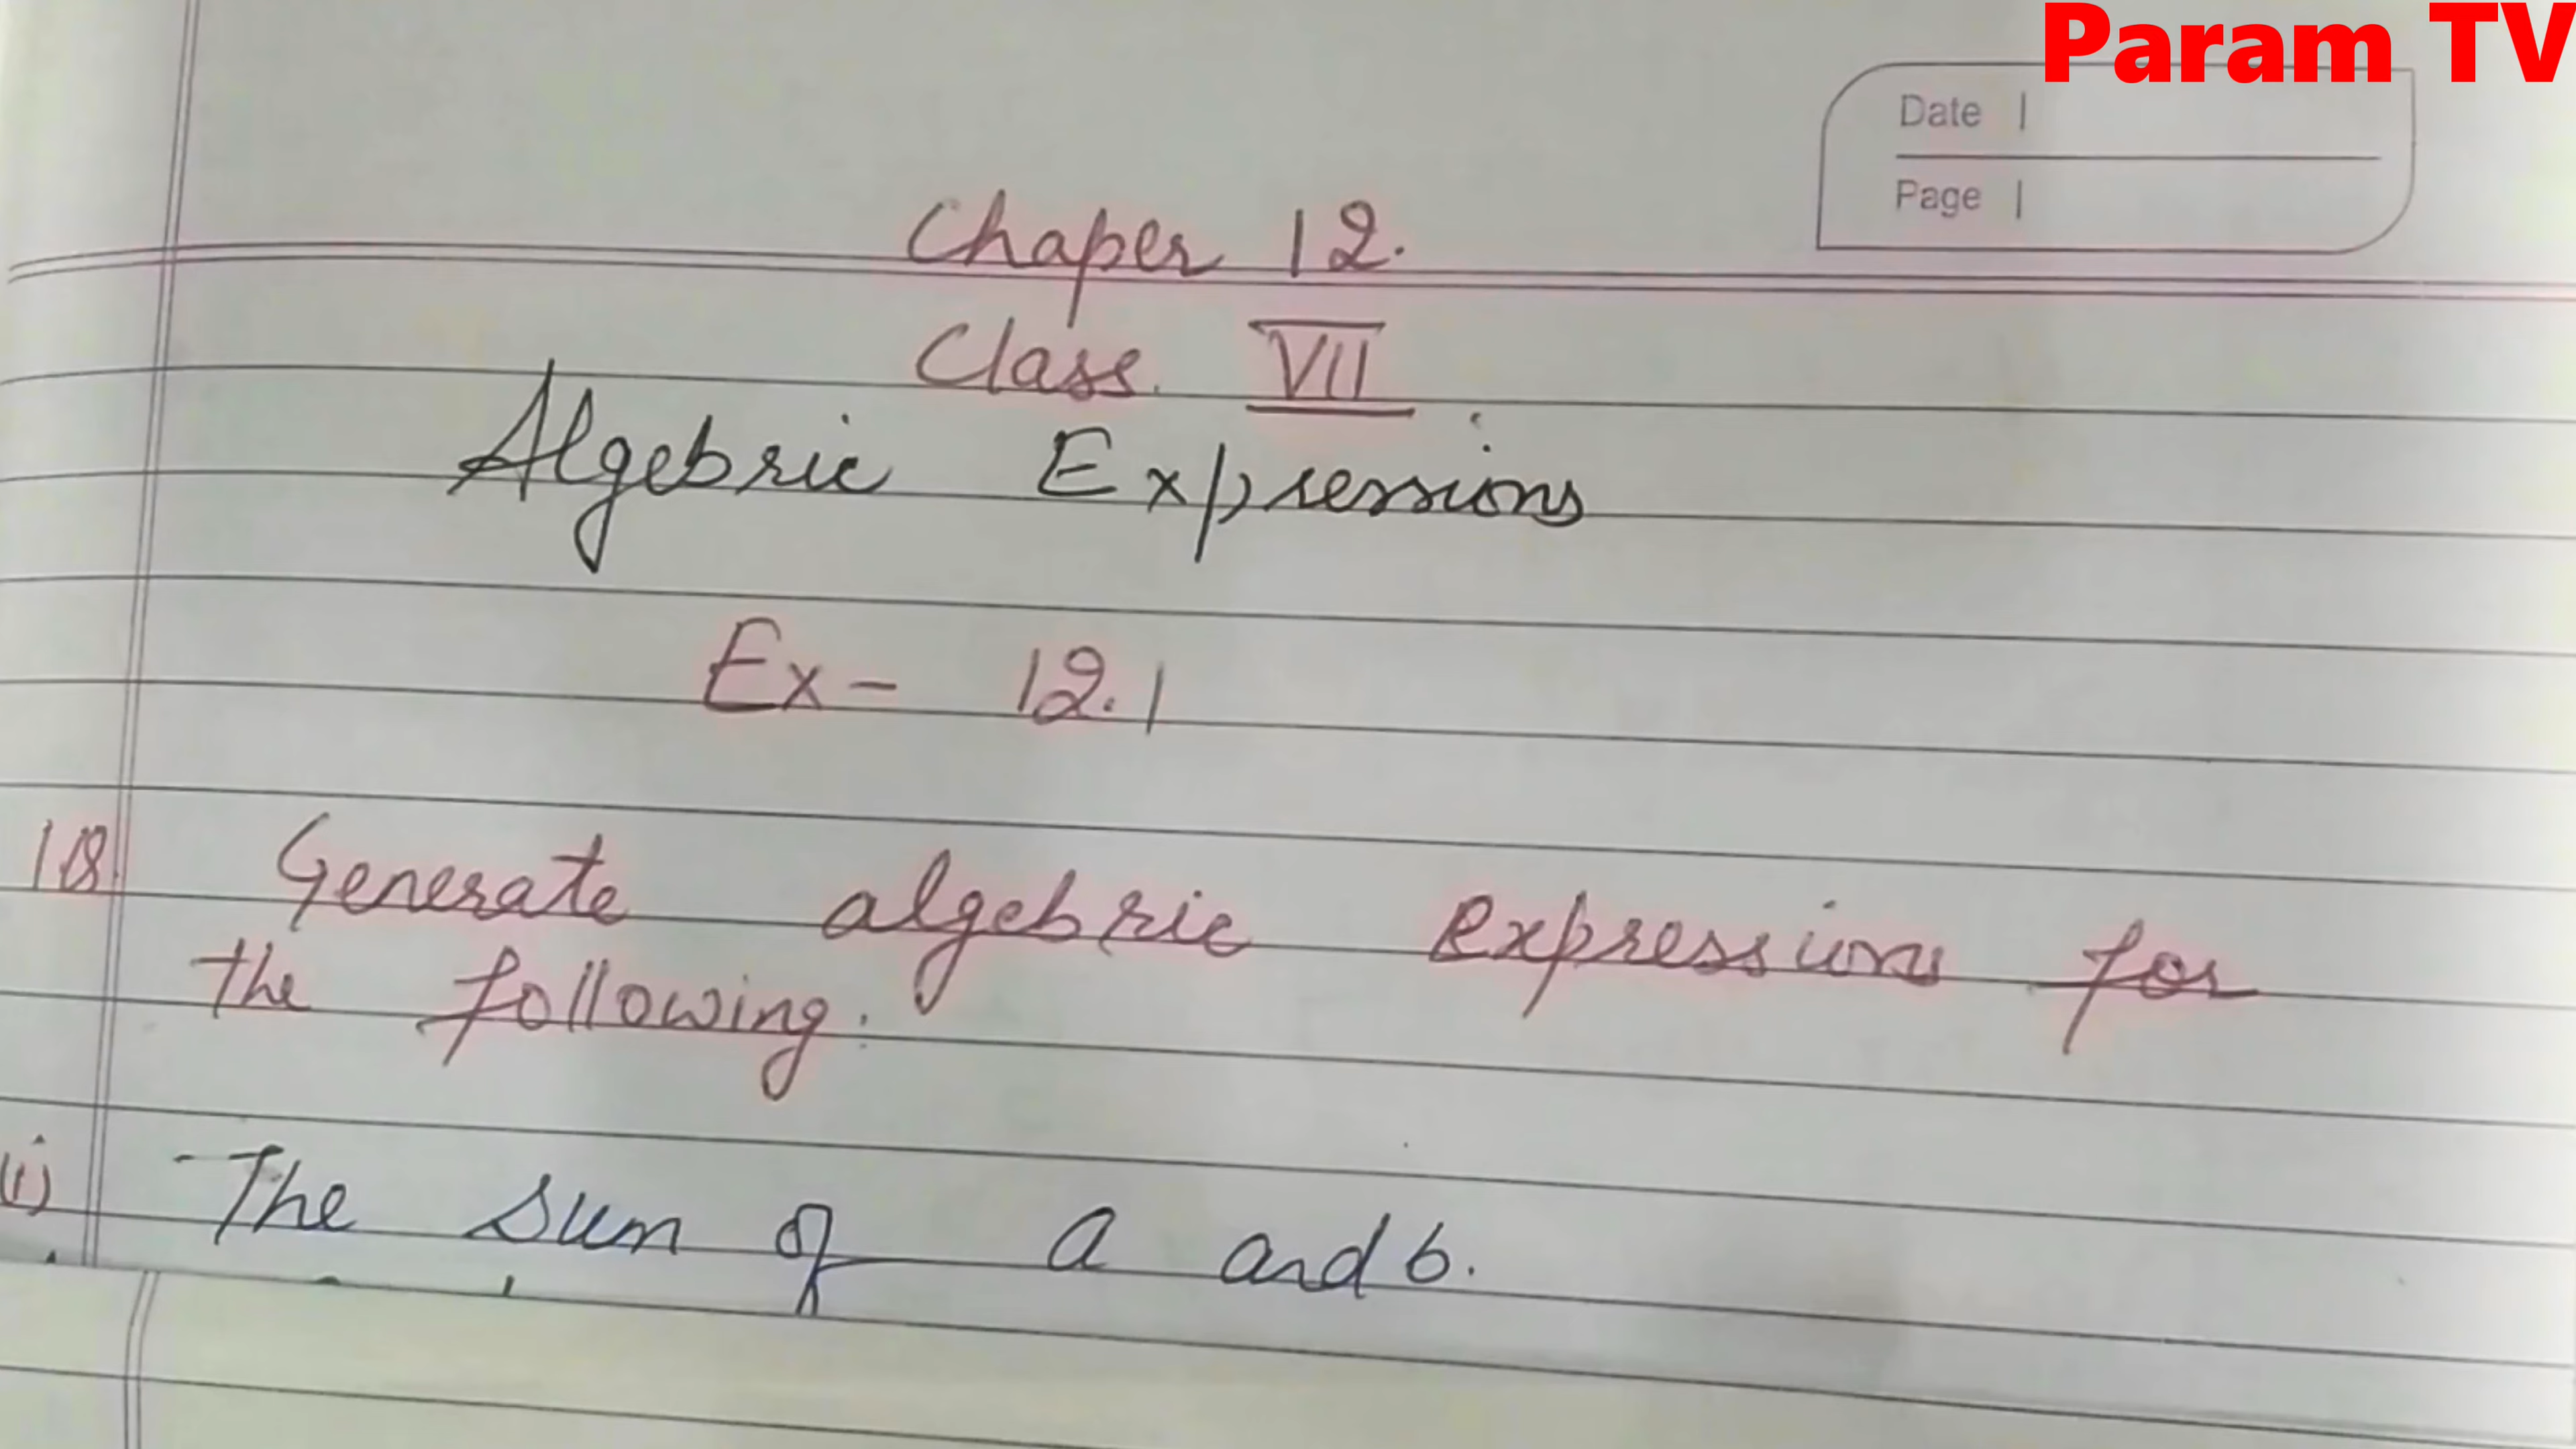 Param TV
Date
Page
Chaper 12.
Class VII
Algebric Expressions
Ex- 12.1
Generate algebric expressions for
the following.
(i) The sum of a and b.